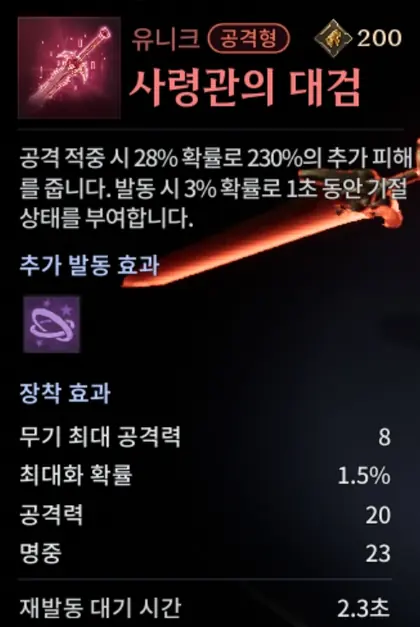 유니크 공격형 200
사령관의 대검
공격 적중 시 28% 확률로 230%의 추가 피해
를 줍니다. 발동 시 3% 확률로 1초 동안 기절
상태를 부여합니다.
추가 발동 효과
장착 효과
무기 최대 공격력 8
최대화 확률 1.5%
공격력 20
명중 23
재발동 대기 시간 2.3초